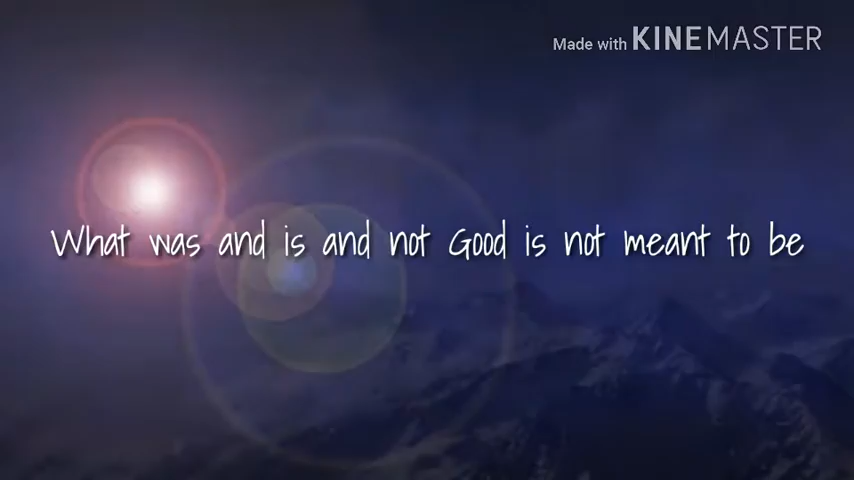 Made with KINEMASTER
What was and is and not Good is not meant to be